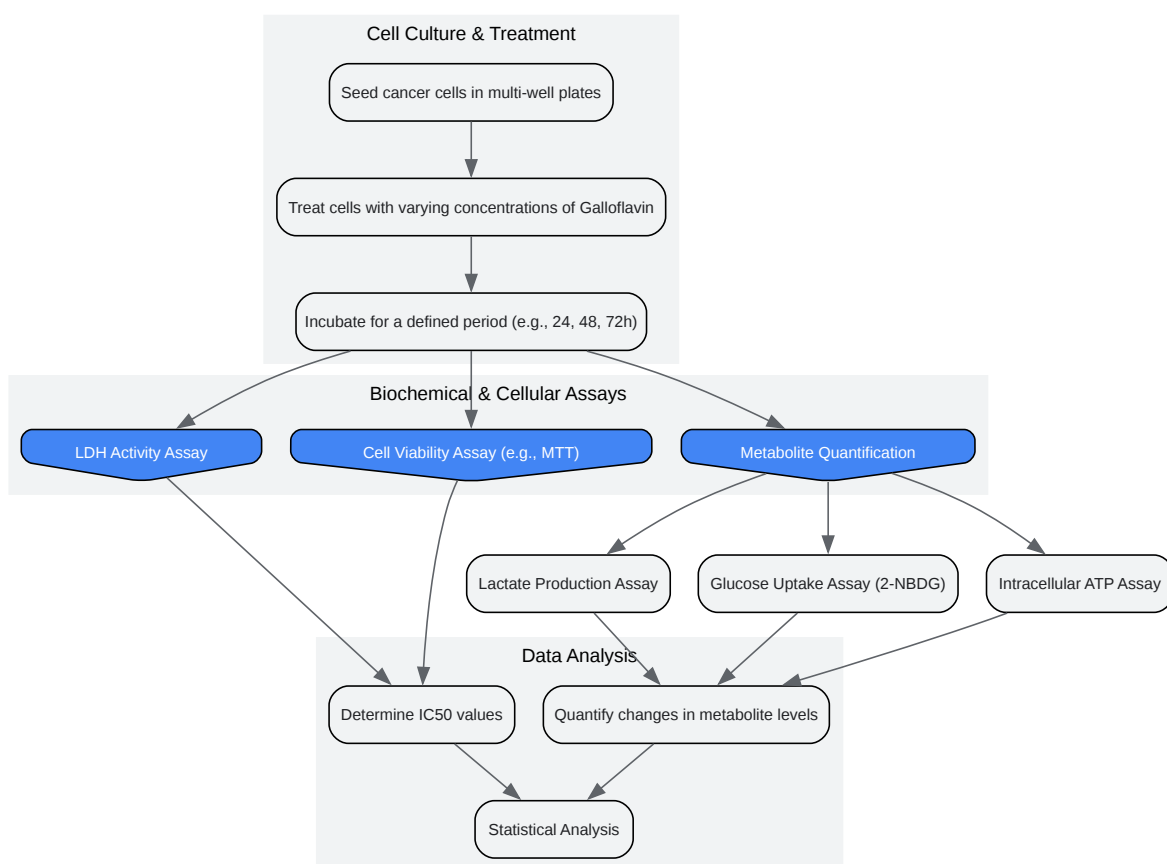 Cell Culture & Treatment
Seed cancer cells in multi-well plates
Treat cells with varying concentrations of Galloflavin
Incubate for a defined period (e.g., 24, 48, 72h)
Biochemical & Cellular Assays
LDH Activity Assay
Cell Viability Assay (e.g., MTT)
Metabolite Quantification
Lactate Production Assay
Glucose Uptake Assay (2-NBDG)
Intracellular ATP Assay
Data Analysis
Determine IC50 values
Quantify changes in metabolite levels
Statistical Analysis